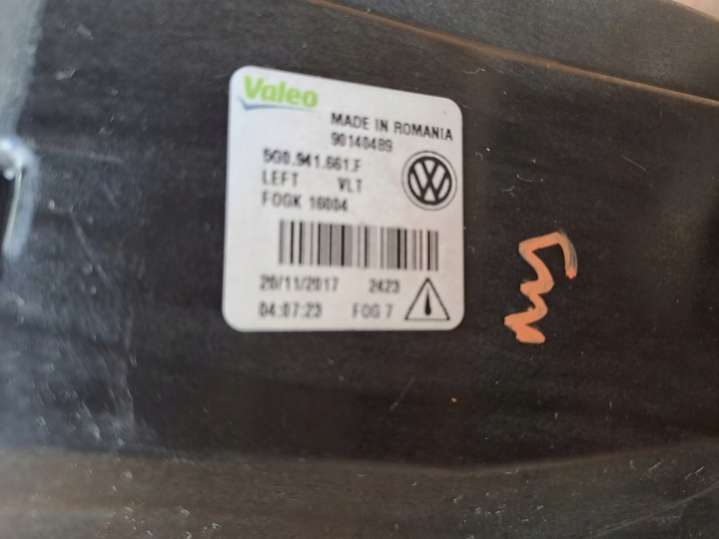 Valeo
MADE IN ROMANIA
90140489
5G0.941.661.F
LEFT VLT
FOGK 16004
20/11/2017 2423
04:07:23 FOG 7